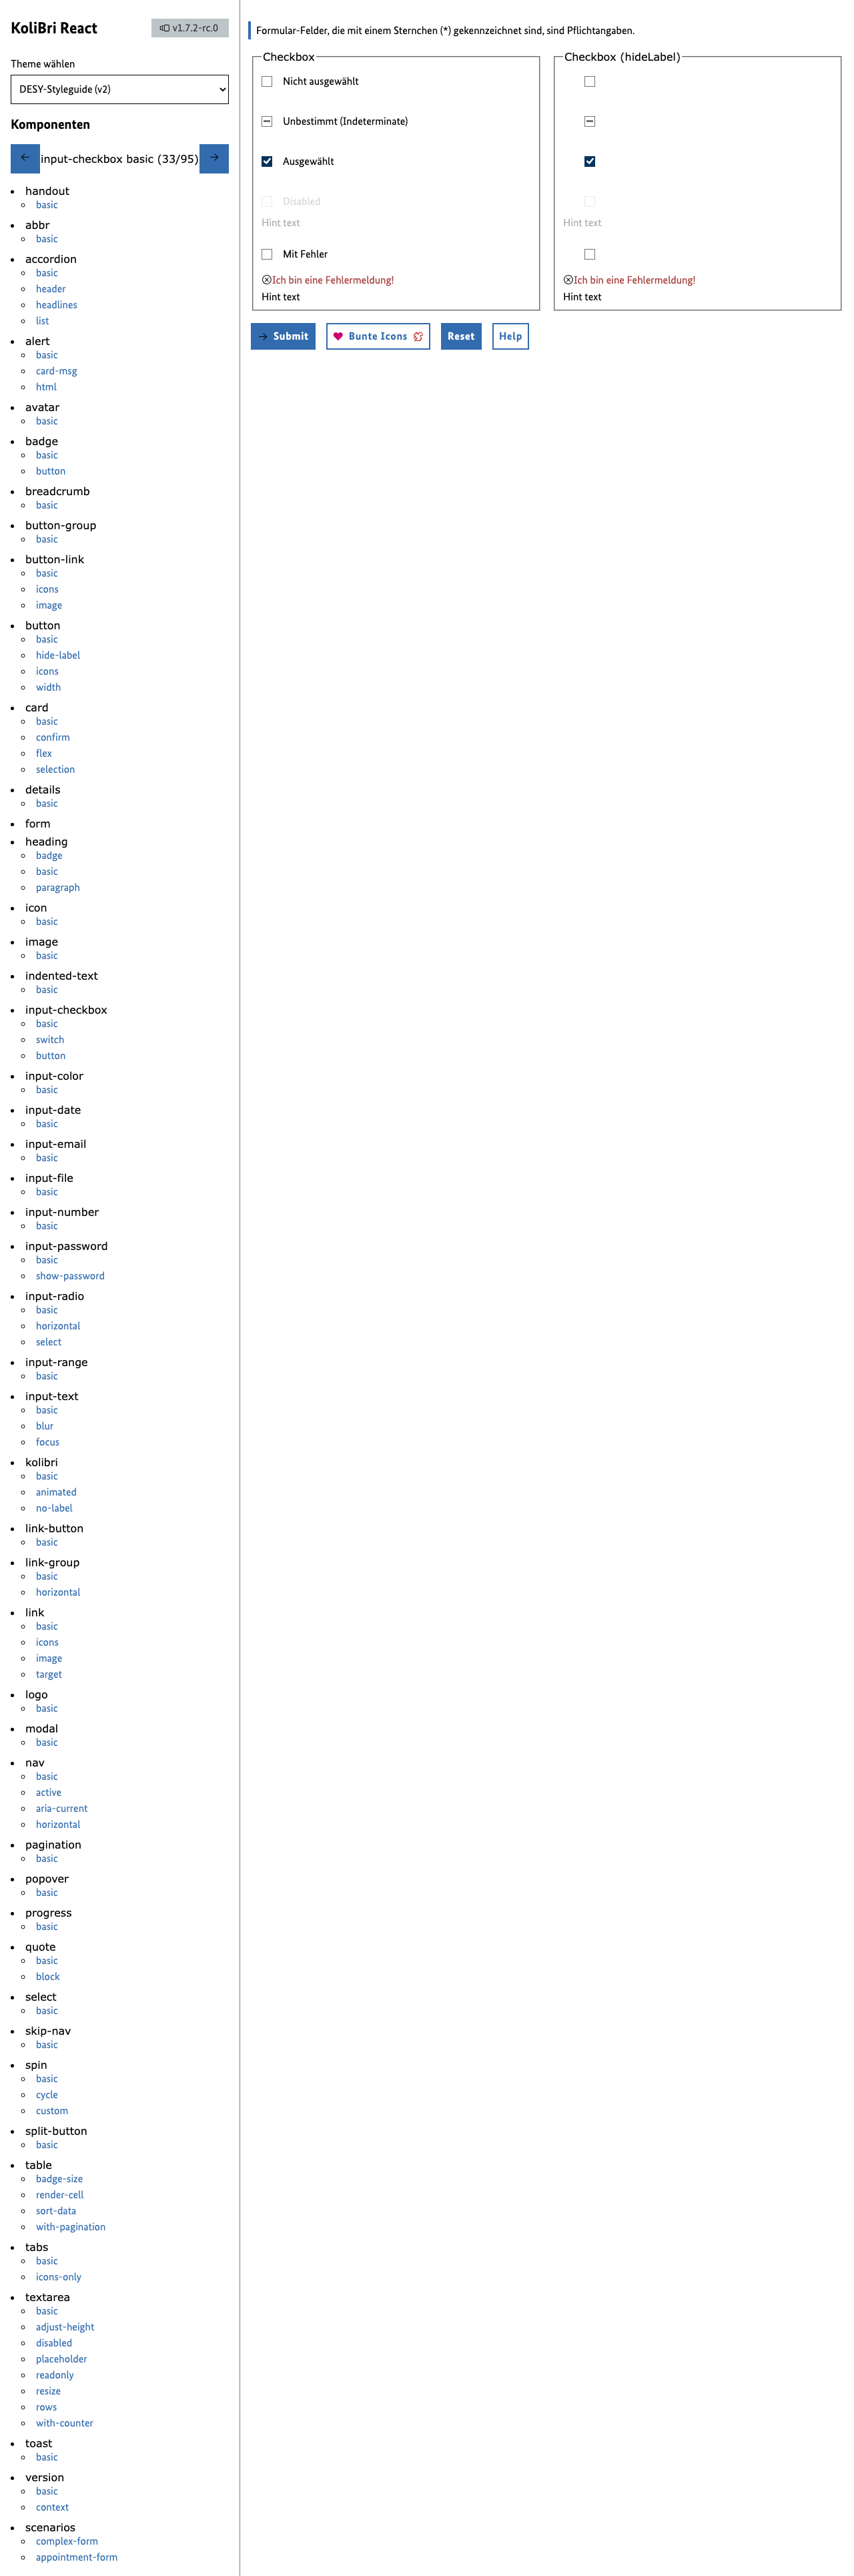 KoliBri React
v1.7.2-rc.0
Theme wählen
DESY-Styleguide (v2)
Komponenten
input-checkbox basic (33/95)
handout
basic
abbr
basic
accordion
basic
header
headlines
list
alert
basic
card-msg
html
avatar
basic
badge
basic
button
breadcrumb
basic
button-group
basic
button-link
basic
icons
image
button
basic
hide-label
icons
width
card
basic
confirm
flex
selection
details
basic
form
heading
badge
basic
paragraph
icon
basic
image
basic
indented-text
basic
input-checkbox
basic
switch
button
input-color
basic
input-date
basic
input-email
basic
input-file
basic
input-number
basic
input-password
basic
show-password
input-radio
basic
horizontal
select
input-range
basic
input-text
basic
blur
focus
kolibri
basic
animated
no-label
link-button
basic
link-group
basic
horizontal
link
basic
icons
image
target
logo
basic
modal
basic
nav
basic
active
aria-current
horizontal
pagination
basic
popover
basic
progress
basic
quote
basic
block
select
basic
skip-nav
basic
spin
basic
cycle
custom
split-button
basic
table
badge-size
render-cell
sort-data
with-pagination
tabs
basic
icons-only
textarea
basic
adjust-height
disabled
placeholder
readonly
resize
rows
with-counter
toast
basic
version
basic
context
scenarios
complex-form
appointment-form
Formular-Felder, die mit einem Sternchen (*) gekennzeichnet sind, sind Pflichtangaben.
Checkbox
Nicht ausgewählt
Unbestimmt (Indeterminate)
Ausgewählt
Disabled
Hint text
Mit Fehler
Ich bin eine Fehlermeldung!
Hint text
Checkbox (hideLabel)
Hint text
Ich bin eine Fehlermeldung!
Hint text
Submit
Bunte Icons
Reset
Help